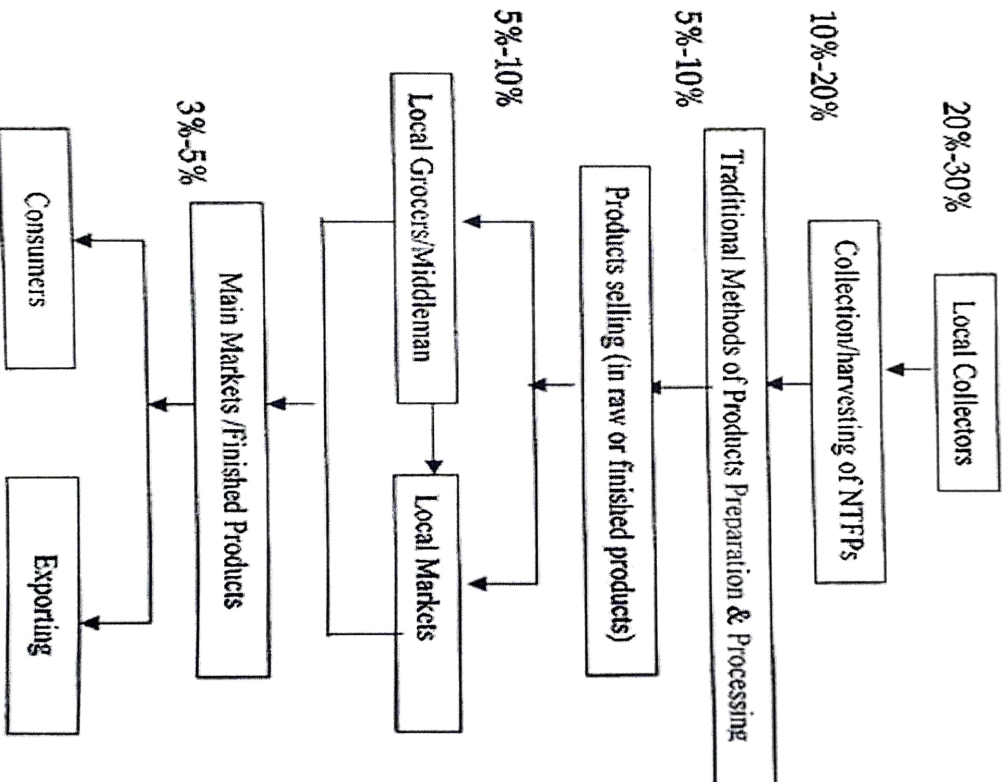 20%-30%
Local Collectors
10%-20%
Collection/harvesting of NTFPs
5%-10%
Traditional Methods of Products Preparation & Processing
Products selling (in raw or finished products)
5%-10%
Local Grocers/Middleman
Local Markets
3%-5%
Main Markets /Finished Products
Consumers
Exporting